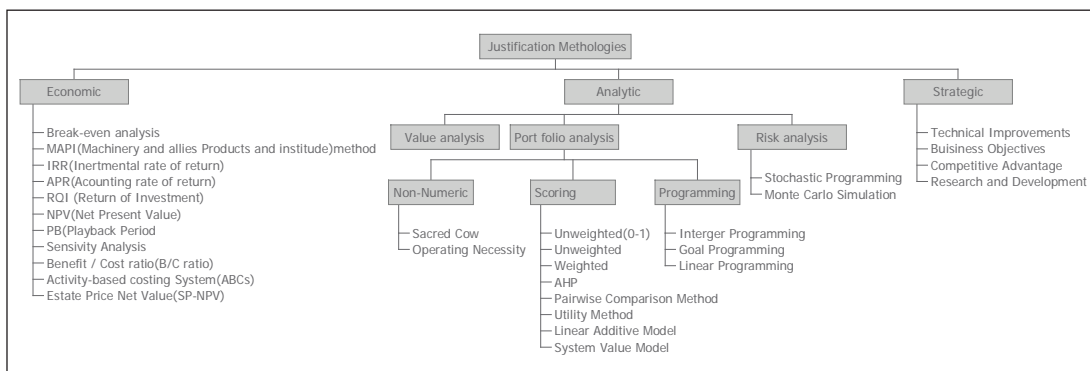 Justification Methologies
Economic
Analytic
Strategic
Break-even analysis
MAPI(Machinery and allies Products and institude)method
IRR(Inertmental rate of return)
APR(Acounting rate of return)
RQI (Return of Investment)
NPV(Net Present Value)
PB(Playback Period
Sensivity Analysis
Benefit / Cost ratio(B/C ratio)
Activity-based costing System(ABCs)
Estate Price Net Value(SP-NPV)
Value analysis
Port folio analysis
Risk analysis
Non-Numeric
Scoring
Programming
Sacred Cow
Operating Necessity
Unweighted(0-1)
Unweighted
Weighted
AHP
Pairwise Comparison Method
Utility Method
Linear Additive Model
System Value Model
Interger Programming
Goal Programming
Linear Programming
Stochastic Programming
Monte Carlo Simulation
Technical Improvements
Buisiness Objectives
Competitive Advantage
Research and Development